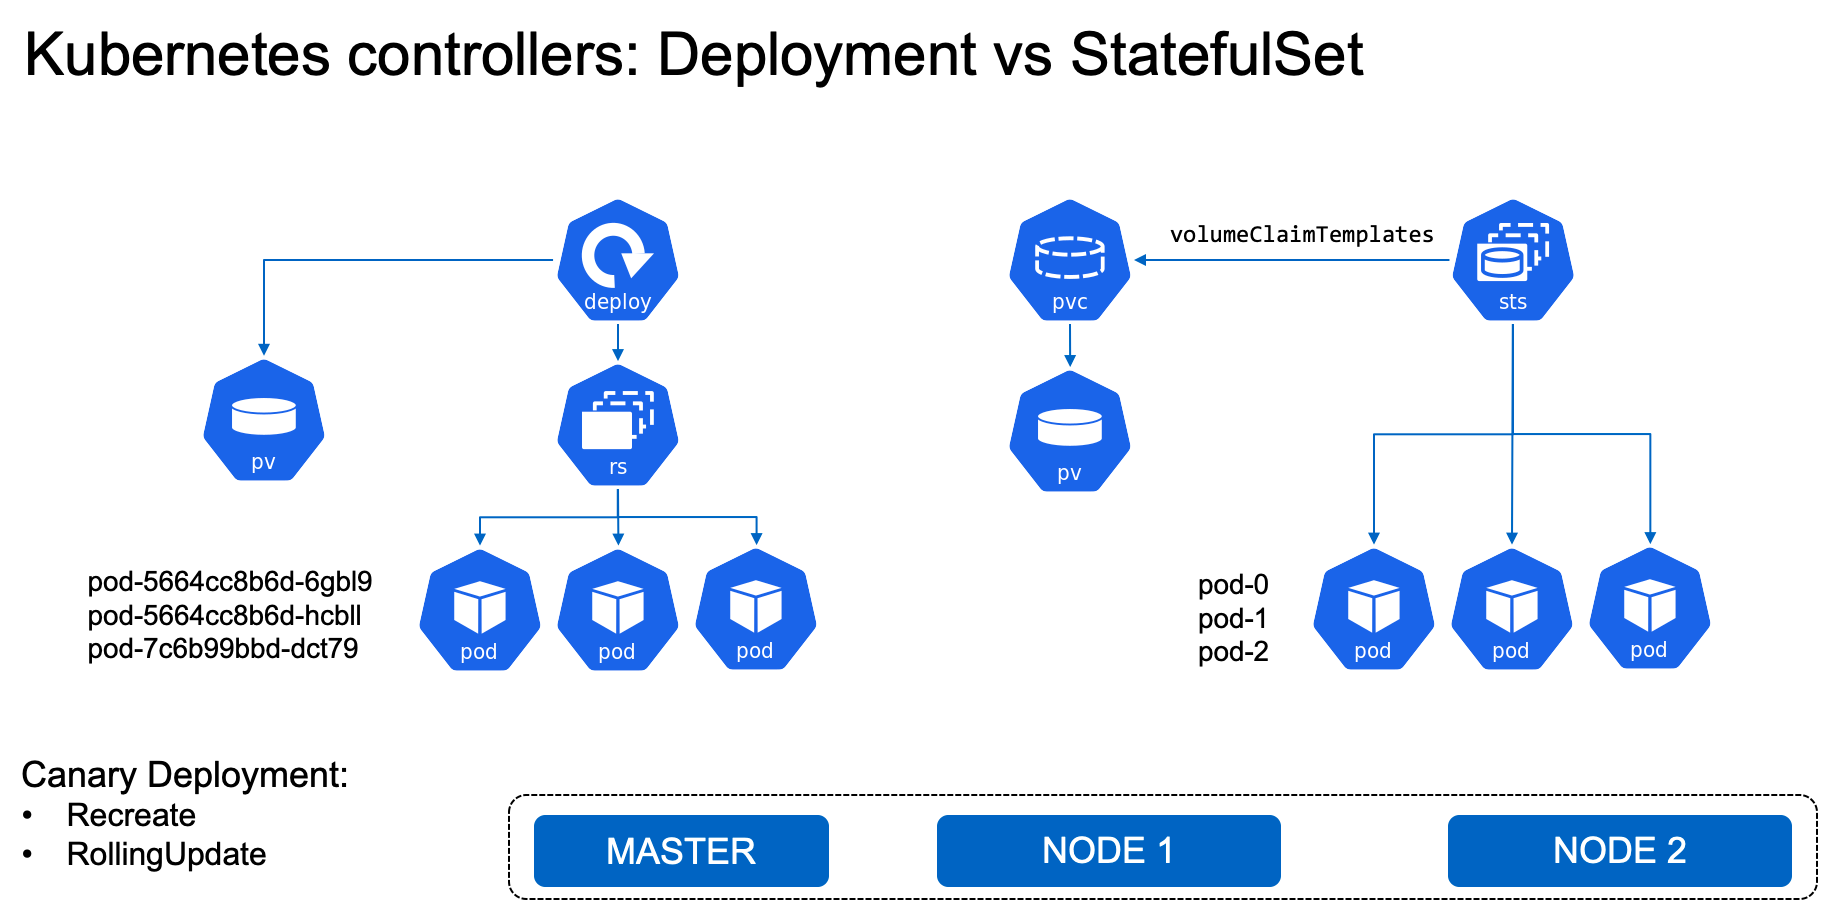 Kubernetes controllers: Deployment vs StatefulSet
deploy
pv
rs
pod-5664cc8b6d-6gbl9
pod-5664cc8b6d-hcbll
pod-7c6b99bbd-dct79
pod
pod
pod
volumeClaimTemplates
pvc
sts
pv
pod-0
pod-1
pod-2
pod
pod
pod
Canary Deployment:
• Recreate
• RollingUpdate
MASTER
NODE 1
NODE 2